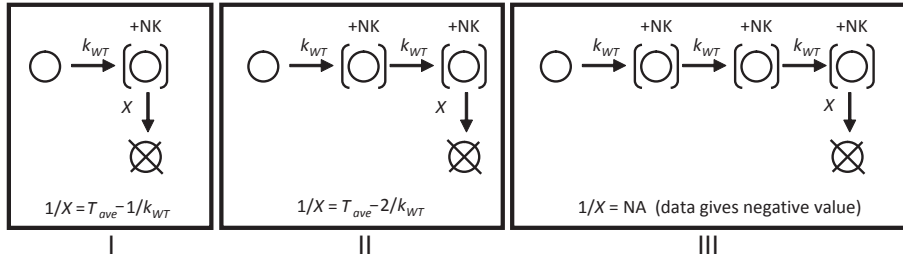 +NK
k_WT
X
1/X = T_ave − 1/k_WT
I
+NK +NK
k_WT k_WT
X
1/X = T_ave − 2/k_WT
II
+NK +NK +NK
k_WT k_WT k_WT
X
1/X = NA (data gives negative value)
III